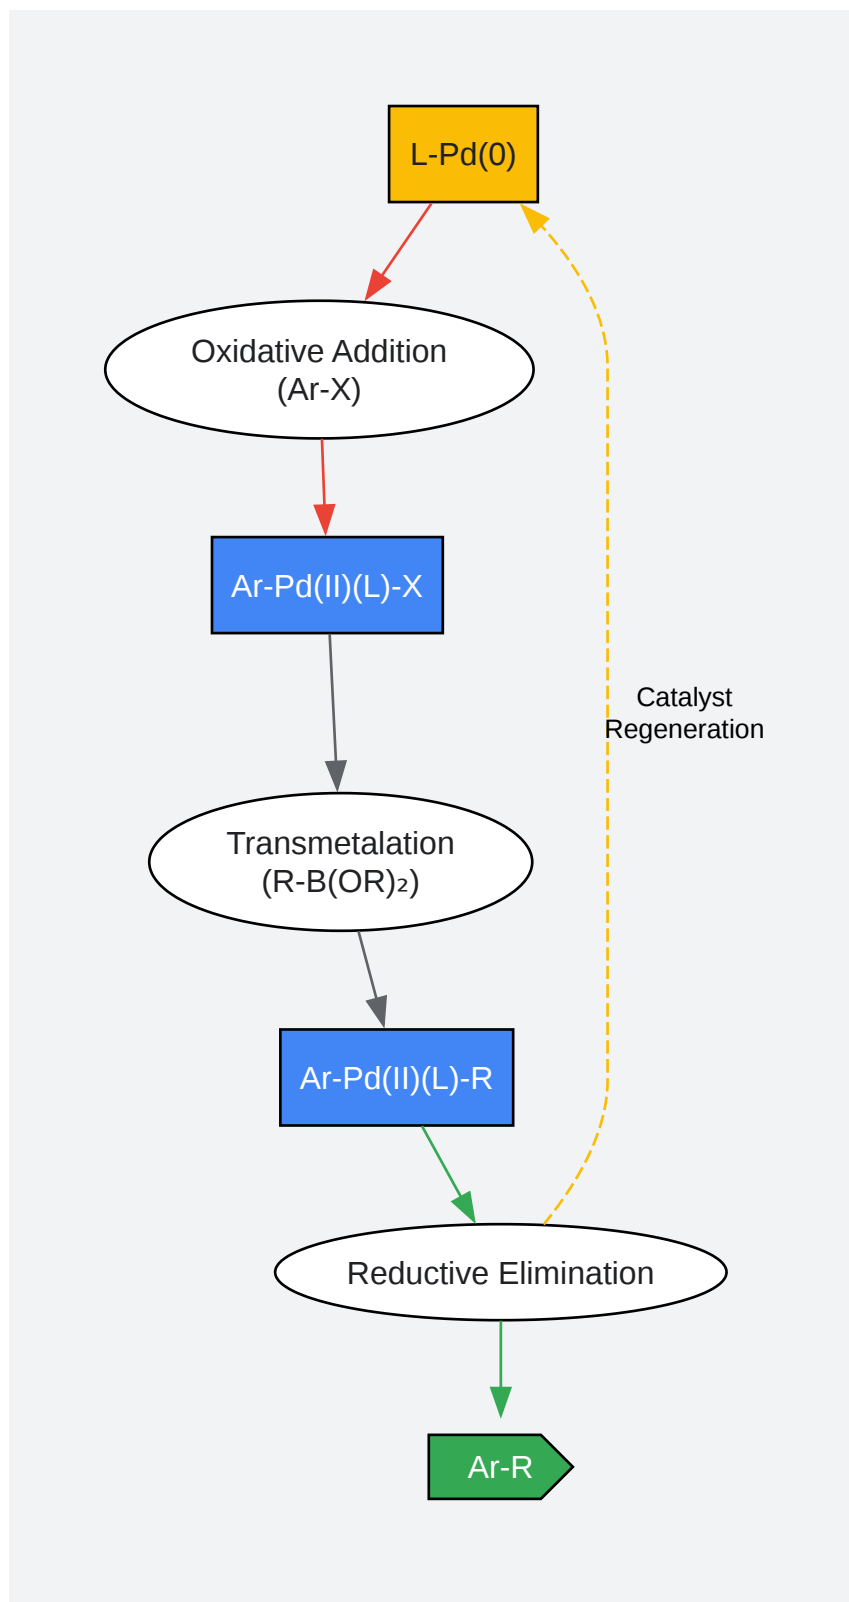 L-Pd(0)
Oxidative Addition
(Ar-X)
Ar-Pd(II)(L)-X
Catalyst
Regeneration
Transmetalation
(R-B(OR)₂)
Ar-Pd(II)(L)-R
Reductive Elimination
Ar-R